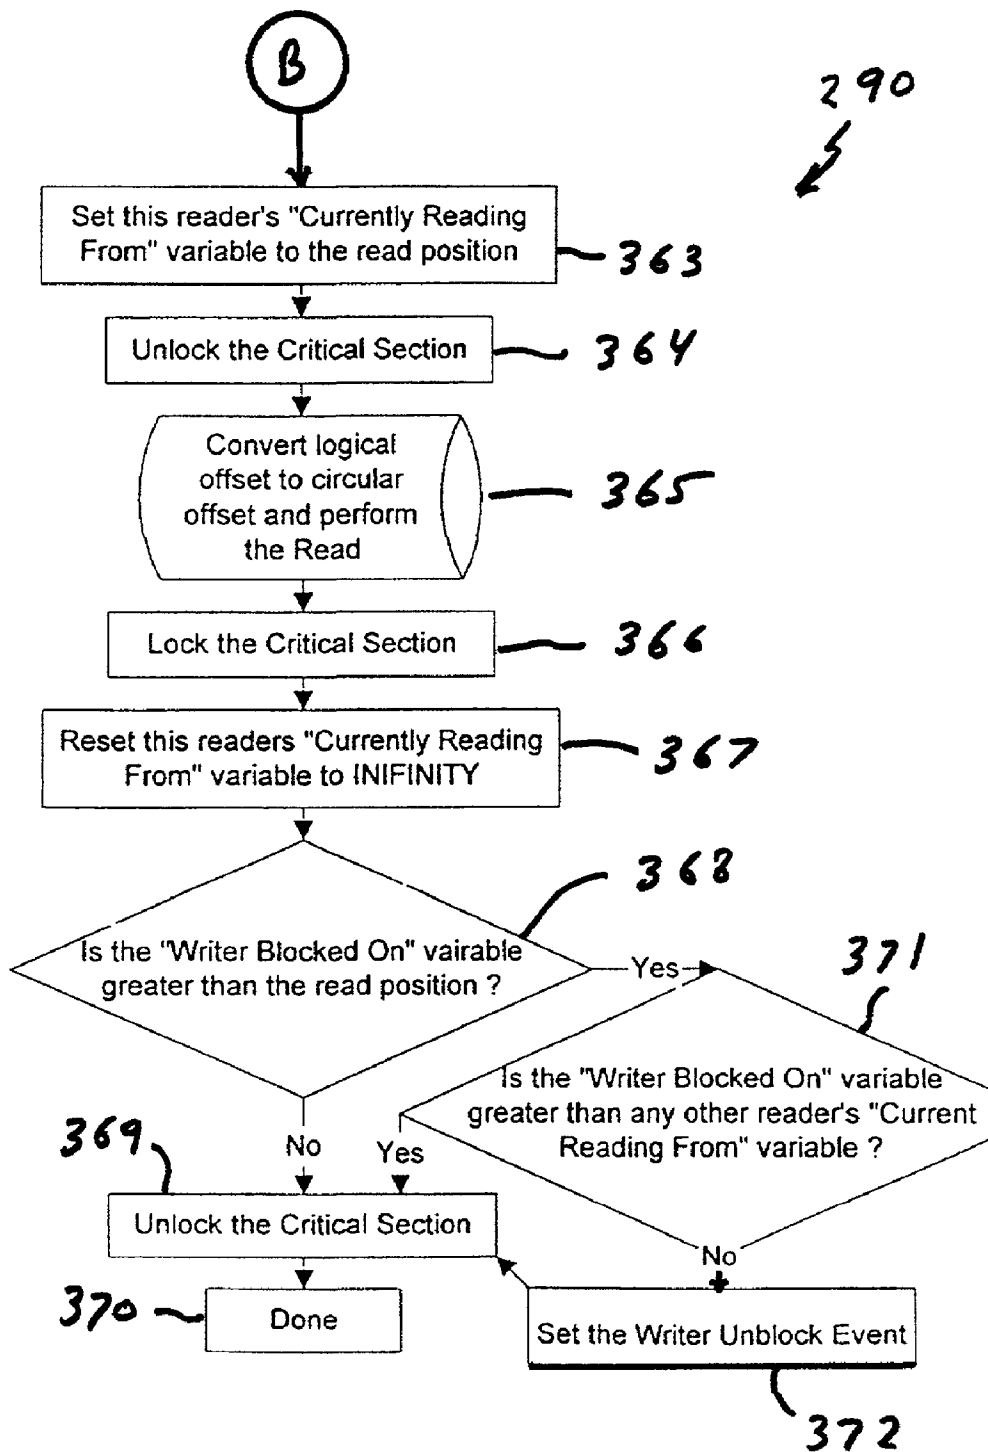 B
290
Set this reader's "Currently Reading
From" variable to the read position
363
Unlock the Critical Section
364
Convert logical
offset to circular
offset and perform
the Read
365
Lock the Critical Section
366
Reset this readers "Currently Reading
From" variable to INIFINITY
367
368
Is the "Writer Blocked On" vairable
greater than the read position ?
Yes
371
Is the "Writer Blocked On" variable
greater than any other reader's "Current
Reading From" variable ?
369
No
Yes
Unlock the Critical Section
No
370
Done
Set the Writer Unblock Event
372